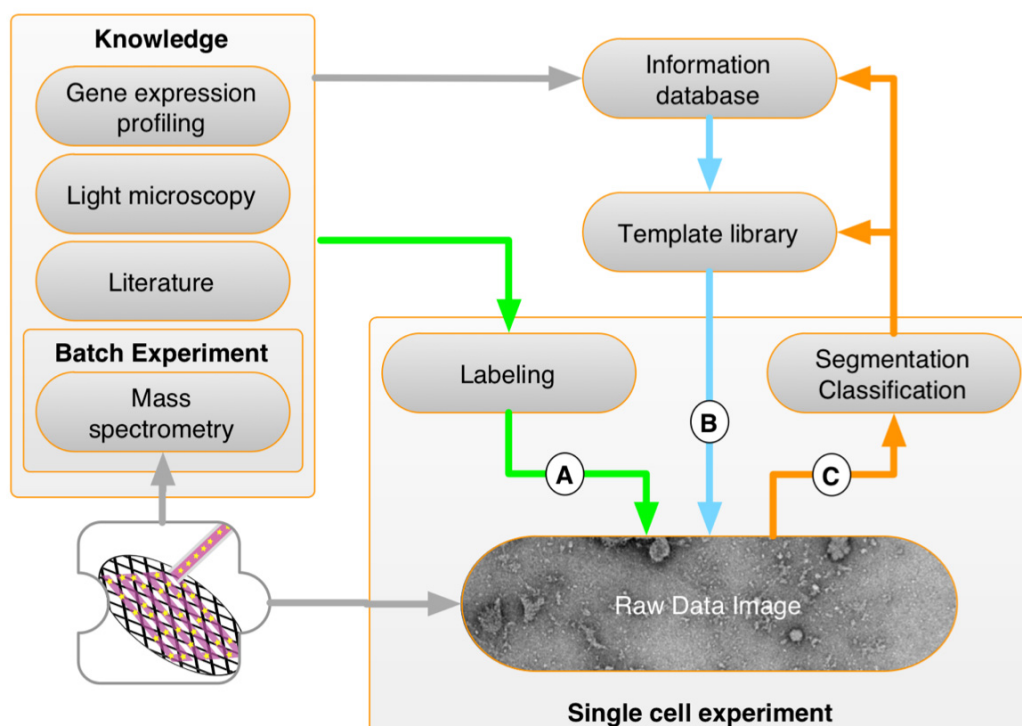 Knowledge
Gene expression
profiling
Light microscopy
Literature
Batch Experiment
Mass
spectrometry
Information
database
Template library
Labeling
Segmentation
Classification
A
B
C
Raw Data Image
Single cell experiment